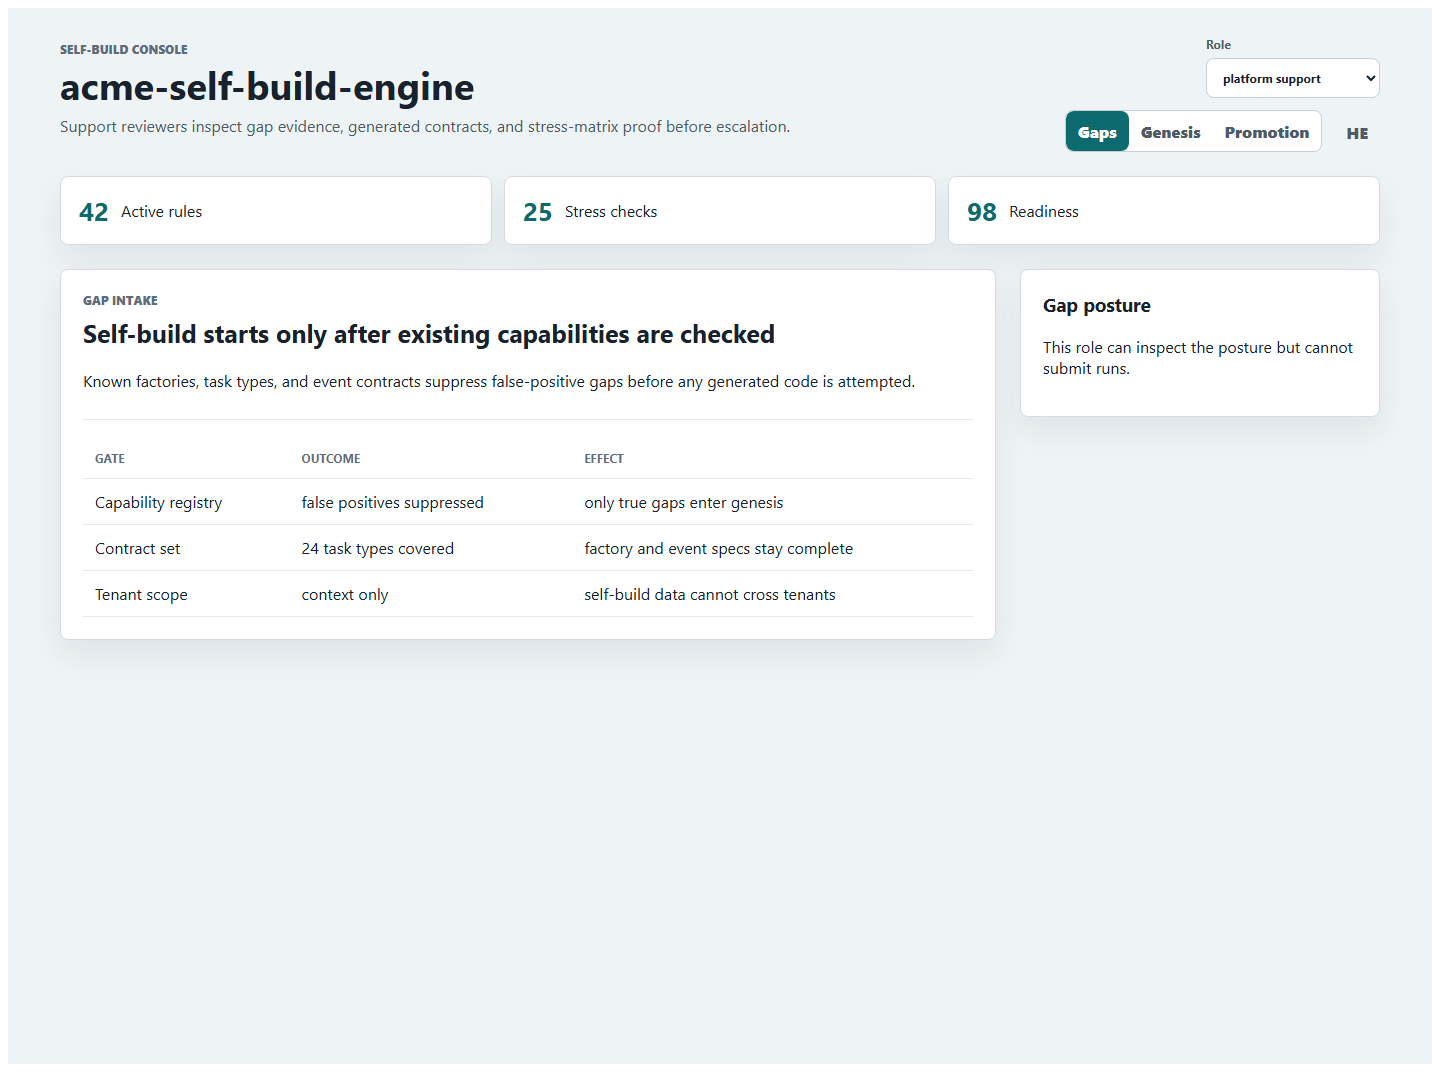 SELF-BUILD CONSOLE
acme-self-build-engine
Support reviewers inspect gap evidence, generated contracts, and stress-matrix proof before escalation.
Role
platform support
Gaps Genesis Promotion HE
42 Active rules
25 Stress checks
98 Readiness
GAP INTAKE
Self-build starts only after existing capabilities are checked
Known factories, task types, and event contracts suppress false-positive gaps before any generated code is attempted.
GATE OUTCOME EFFECT
Capability registry false positives suppressed only true gaps enter genesis
Contract set 24 task types covered factory and event specs stay complete
Tenant scope context only self-build data cannot cross tenants
Gap posture
This role can inspect the posture but cannot
submit runs.